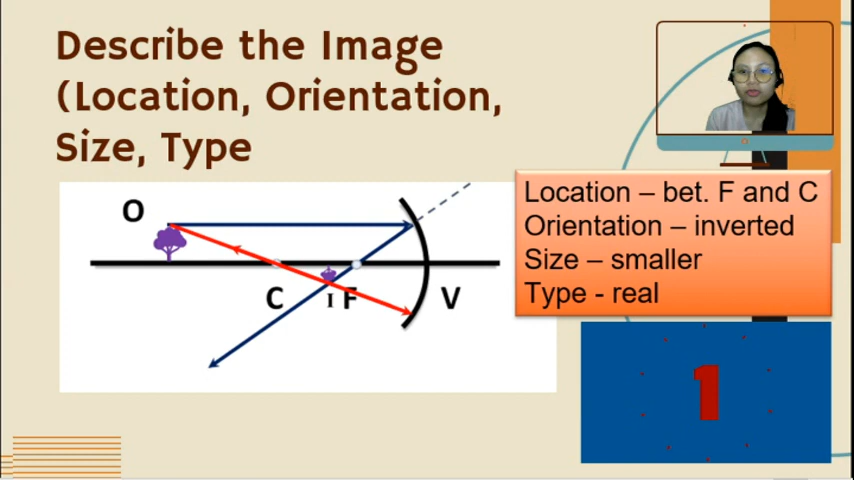 Describe the Image
(Location, Orientation,
Size, Type
O
C
I F
V
Location – bet. F and C
Orientation – inverted
Size – smaller
Type - real
1